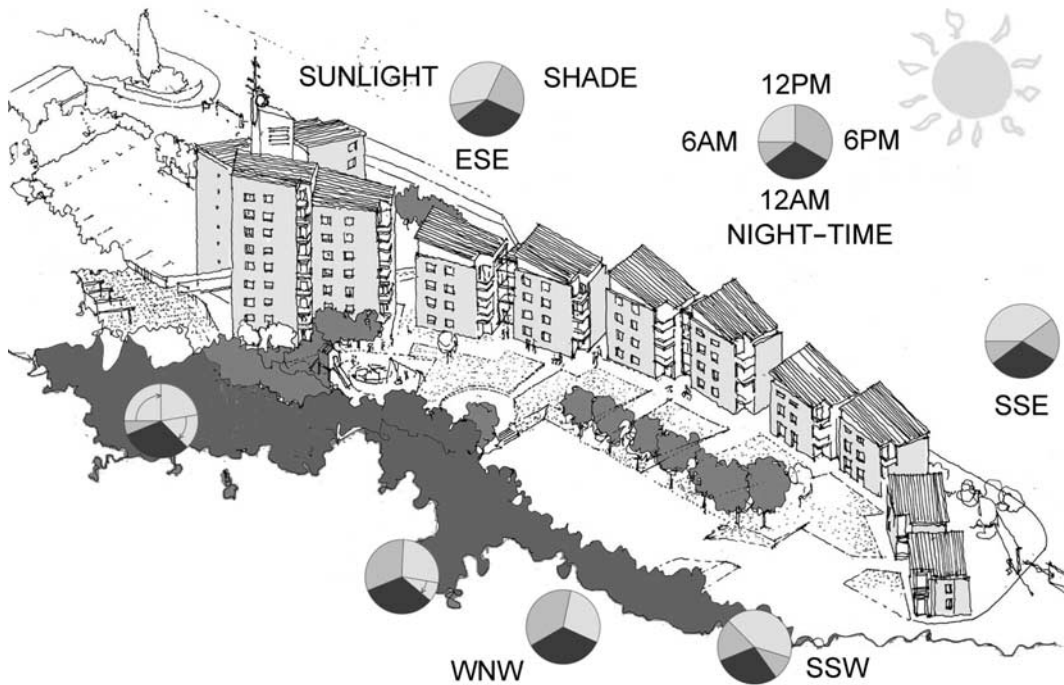 SUNLIGHT SHADE
ESE
12PM
6AM 6PM
12AM
NIGHT-TIME
SSE
WNW
SSW